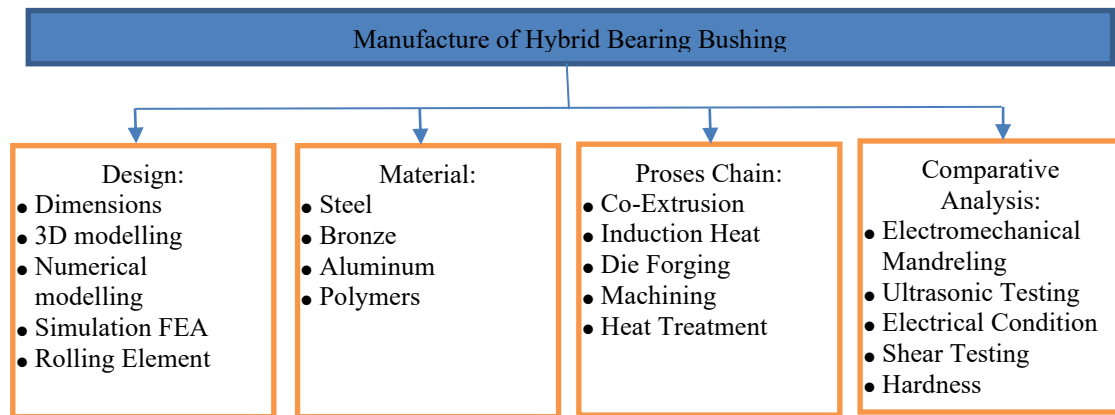 Manufacture of Hybrid Bearing Bushing
Design:
● Dimensions
● 3D modelling
● Numerical
modelling
● Simulation FEA
● Rolling Element
Material:
● Steel
● Bronze
● Aluminum
● Polymers
Proses Chain:
● Co-Extrusion
● Induction Heat
● Die Forging
● Machining
● Heat Treatment
Comparative
Analysis:
● Electromechanical
Mandreling
● Ultrasonic Testing
● Electrical Condition
● Shear Testing
● Hardness